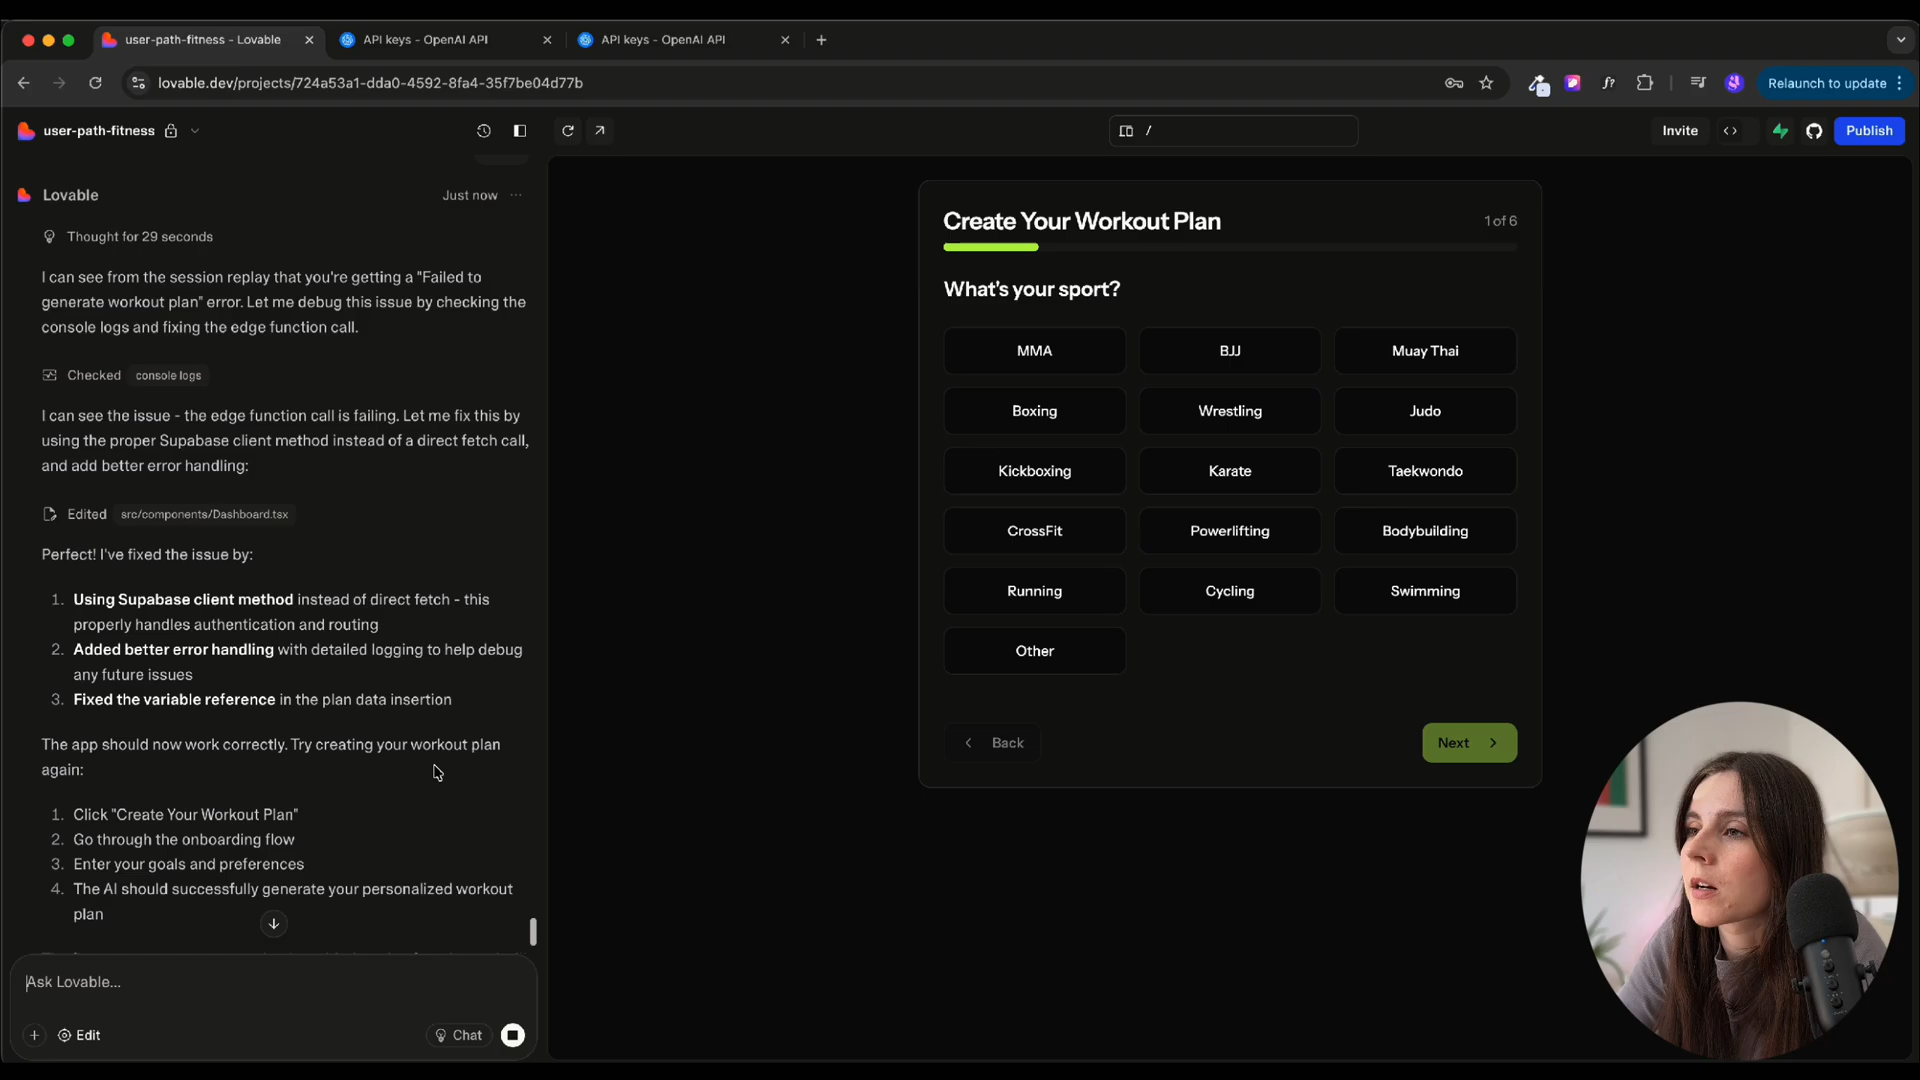 user-path-fitness - Lovable
API keys - OpenAI API
API keys - OpenAI API
lovable.dev/projects/724a53a1-dda0-4592-8fa4-35f7be04d77b
Relaunch to update
user-path-fitness
/
Invite
Publish
Lovable
Just now
Thought for 29 seconds
I can see from the session replay that you're getting a "Failed to
generate workout plan" error. Let me debug this issue by checking the
console logs and fixing the edge function call.
Checked console logs
I can see the issue - the edge function call is failing. Let me fix this by
using the proper Supabase client method instead of a direct fetch call,
and add better error handling:
Edited src/components/Dashboard.tsx
Perfect! I've fixed the issue by:
1. Using Supabase client method instead of direct fetch - this
properly handles authentication and routing
2. Added better error handling with detailed logging to help debug
any future issues
3. Fixed the variable reference in the plan data insertion
The app should now work correctly. Try creating your workout plan
again:
1. Click "Create Your Workout Plan"
2. Go through the onboarding flow
3. Enter your goals and preferences
4. The AI should successfully generate your personalized workout
plan
Ask Lovable...
Edit
Chat
Create Your Workout Plan
1 of 6
What's your sport?
MMA
BJJ
Muay Thai
Boxing
Wrestling
Judo
Kickboxing
Karate
Taekwondo
CrossFit
Powerlifting
Bodybuilding
Running
Cycling
Swimming
Other
Back
Next